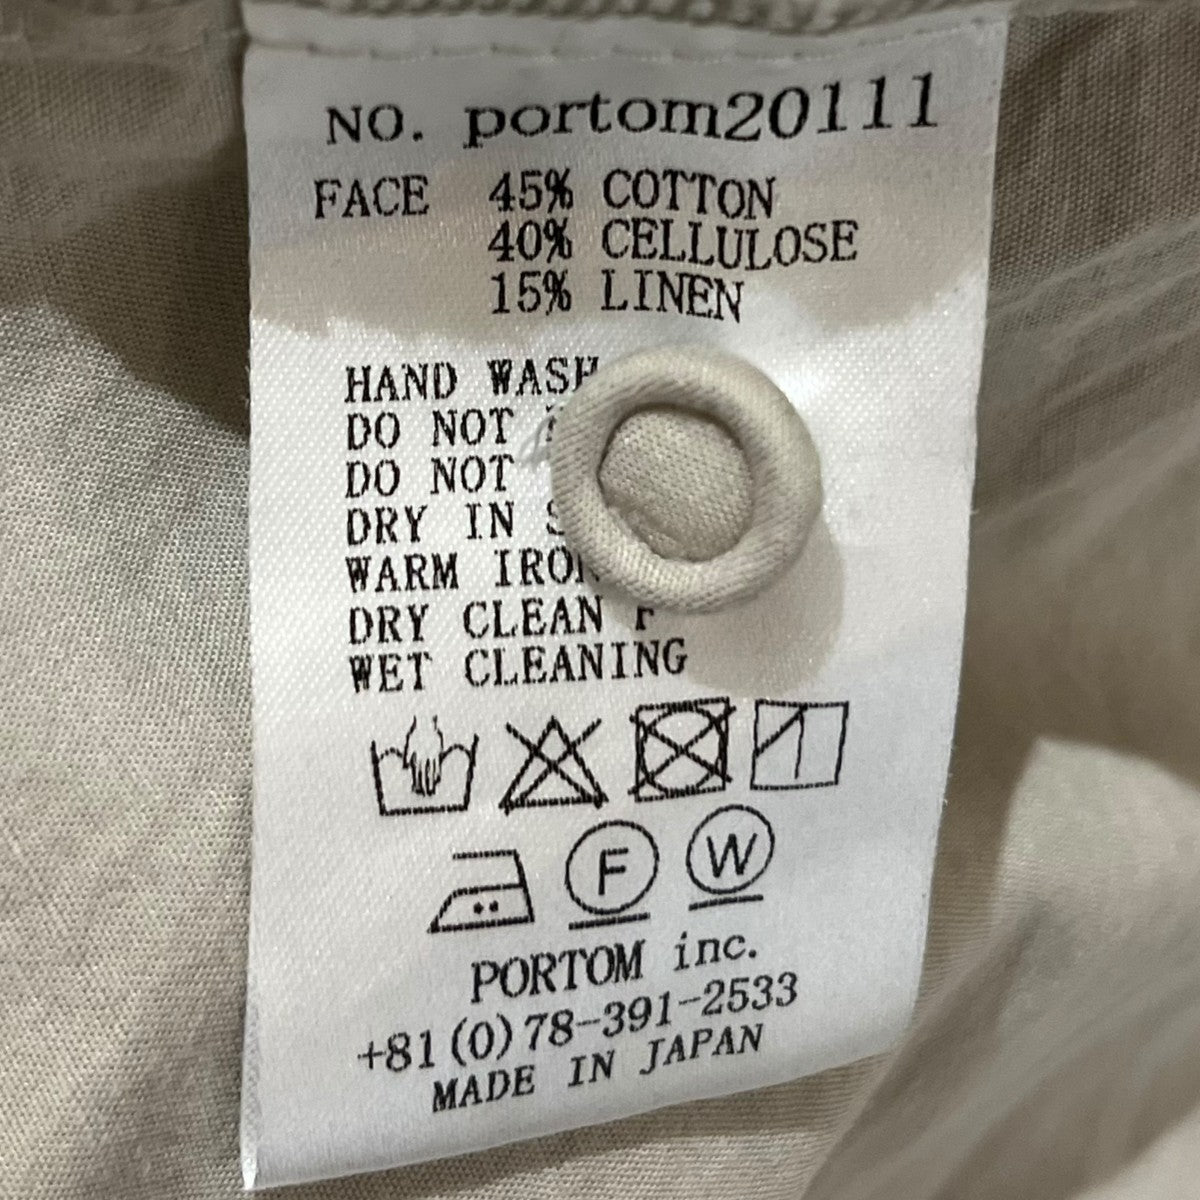 NO. portom20111
FACE 45% COTTON
40% CELLULOSE
15% LINEN
HAND WASH
DO NOT
DO NOT
DRY IN
WARM IRON
DRY CLEAN F
WET CLEANING
F W
PORTOM inc.
+81(0)78-391-2533
MADE IN JAPAN